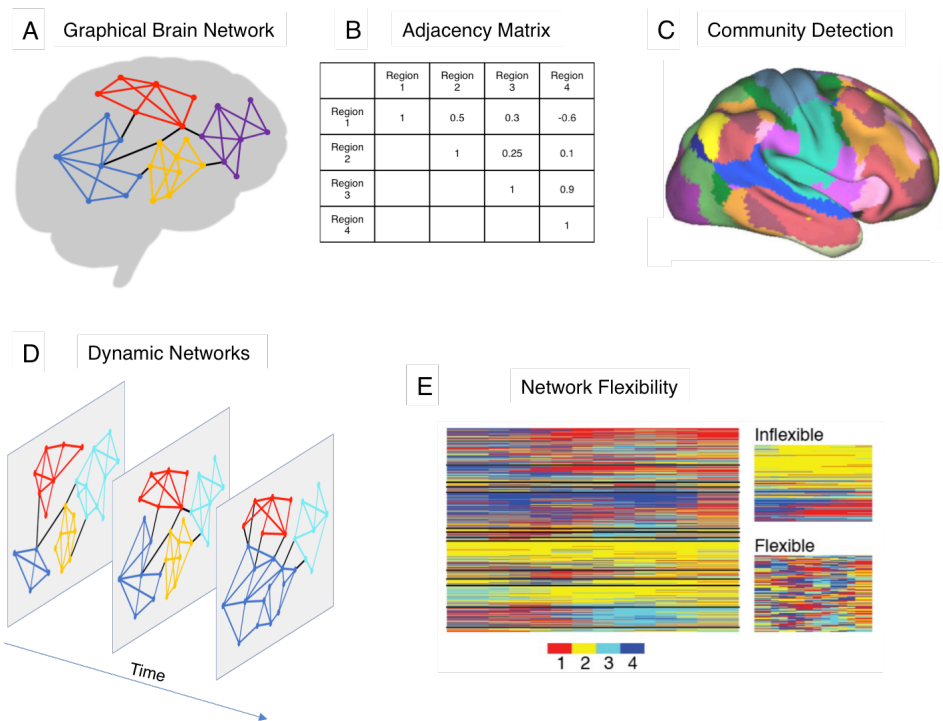 A
Graphical Brain Network
B
Adjacency Matrix
C
Community Detection
Region 1 Region 2 Region 3 Region 4
Region 1 1 0.5 0.3 -0.6
Region 2 1 0.25 0.1
Region 3 1 0.9
Region 4 1
D
Dynamic Networks
Time
E
Network Flexibility
Inflexible
Flexible
1 2 3 4